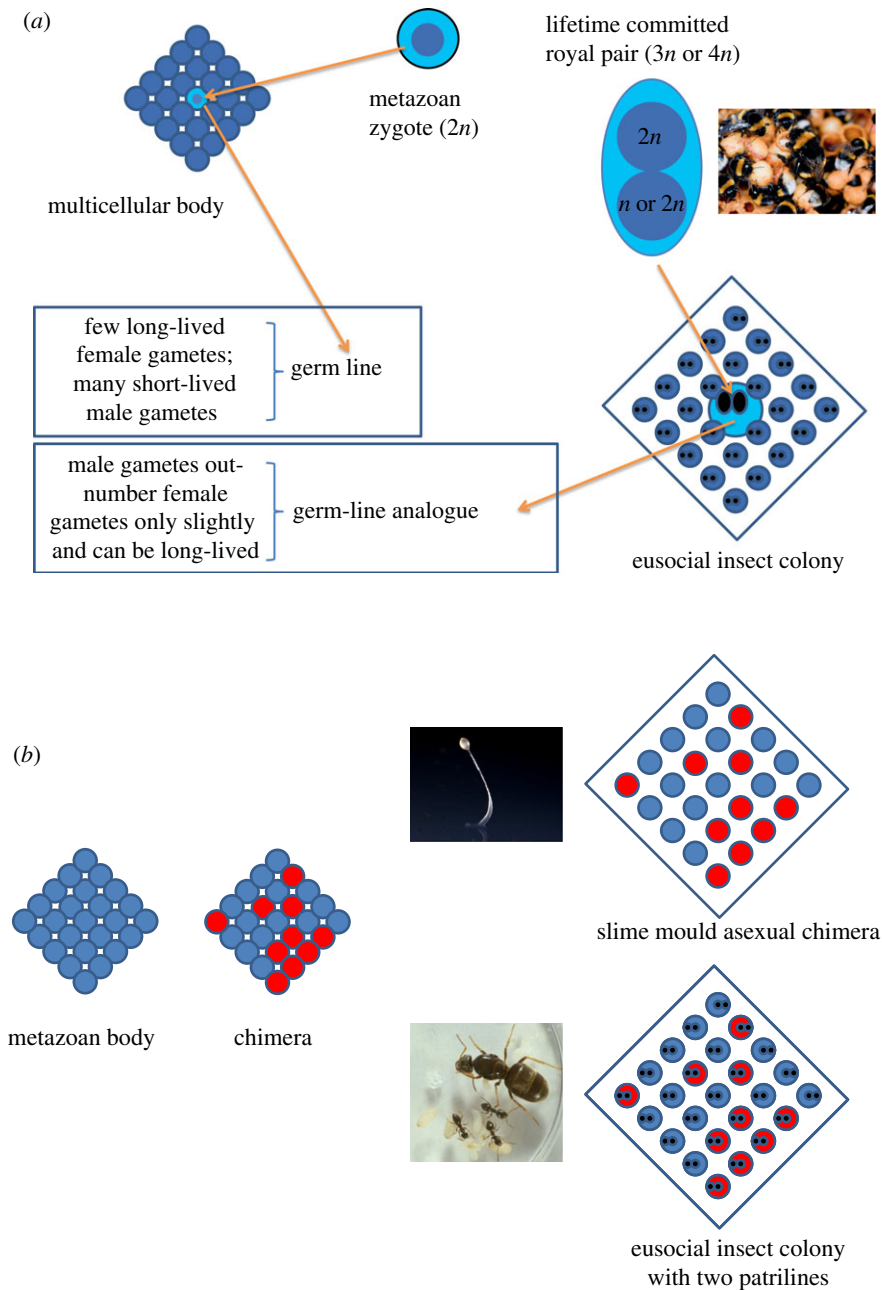 (a)
lifetime committed
royal pair (3n or 4n)
metazoan
zygote (2n)
2n
n or 2n
multicellular body
few long-lived
female gametes;
many short-lived
male gametes
germ line
male gametes out-
number female
gametes only slightly
and can be long-lived
germ-line analogue
eusocial insect colony
(b)
slime mould asexual chimera
metazoan body
chimera
eusocial insect colony
with two patrilines